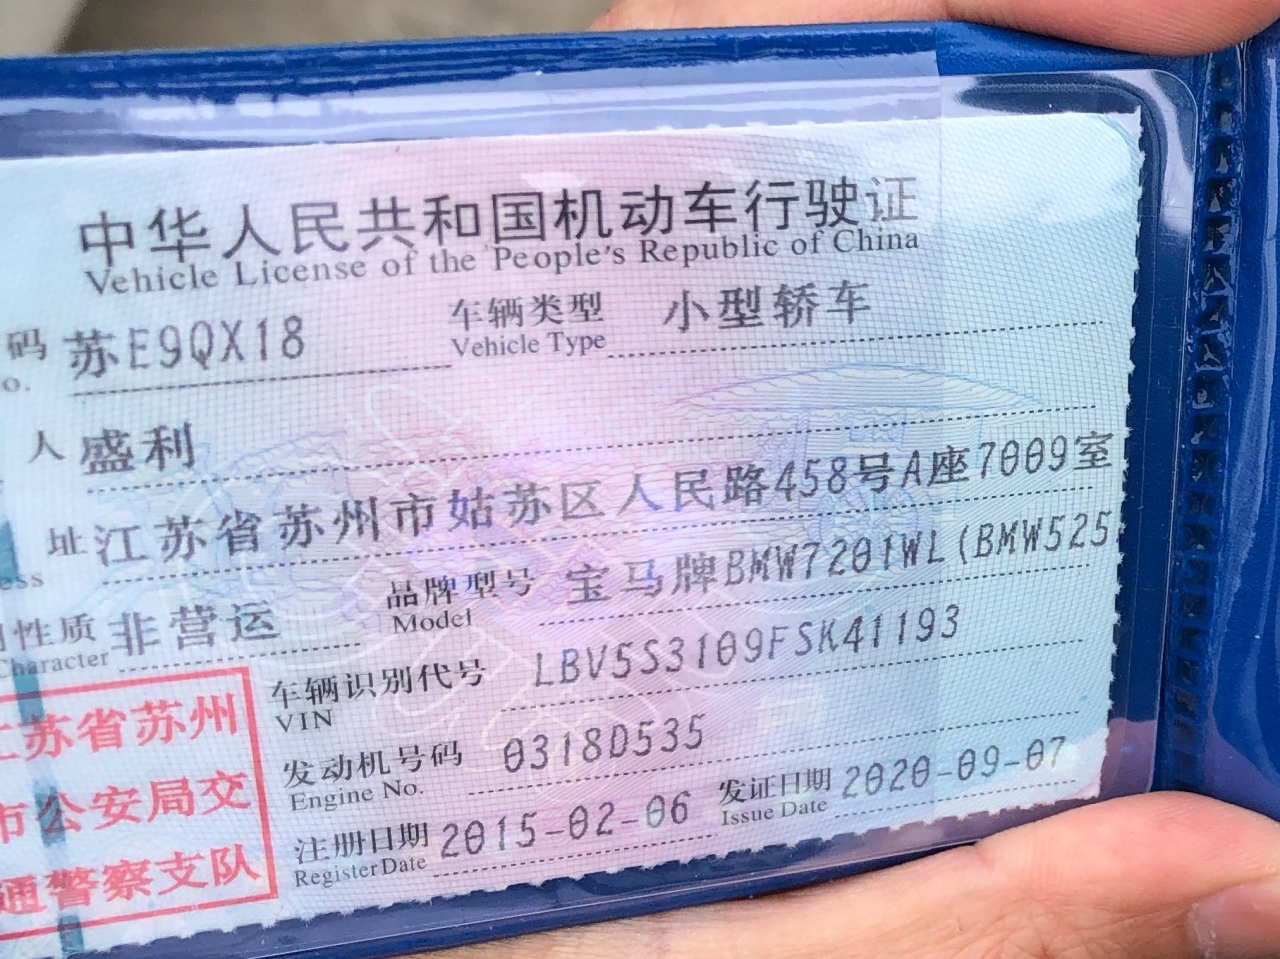 中华人民共和国机动车行驶证
Vehicle License of the People's Republic of China
码 苏E9QX18 车辆类型 小型轿车
o. Vehicle Type
人 盛利
址 江苏省苏州市姑苏区人民路458号A座7009室
ess
性质 非营运 品牌型号 宝马牌BMW7201WL(BMW525
Character Model
车辆识别代号 LBV5S3109FSK41193
VIN
发动机号码 0318D535
Engine No.
注册日期 2015-02-06 发证日期 2020-09-07
Register Date Issue Date
江苏省苏州
市公安局交
通警察支队